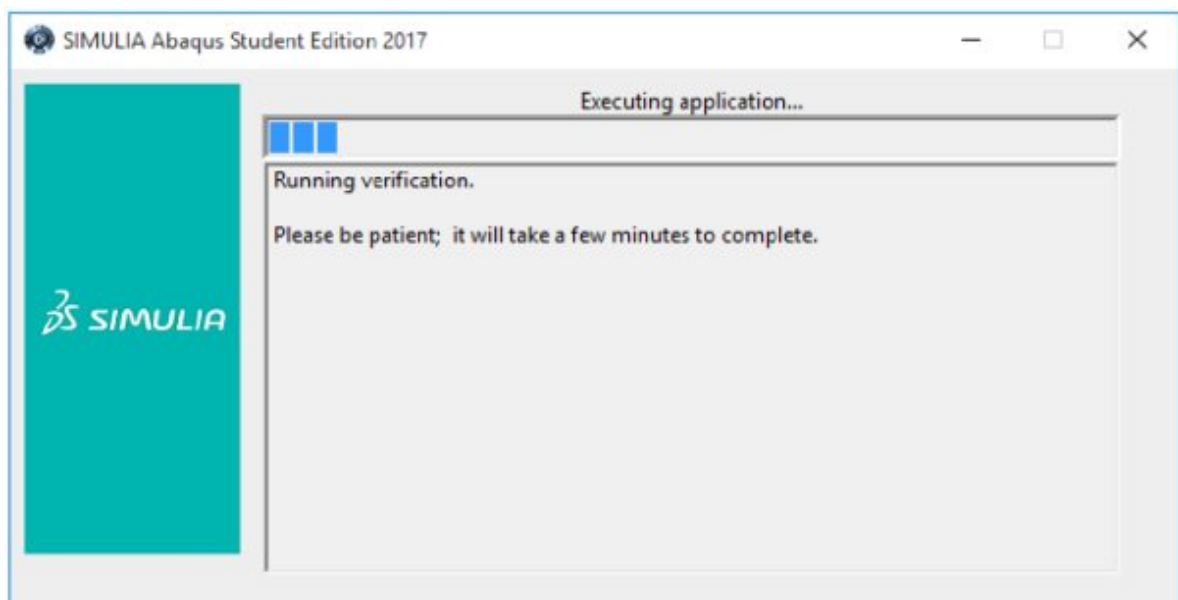 SIMULIA Abaqus Student Edition 2017
Executing application...
Running verification.
Please be patient;  it will take a few minutes to complete.
3DS SIMULIA